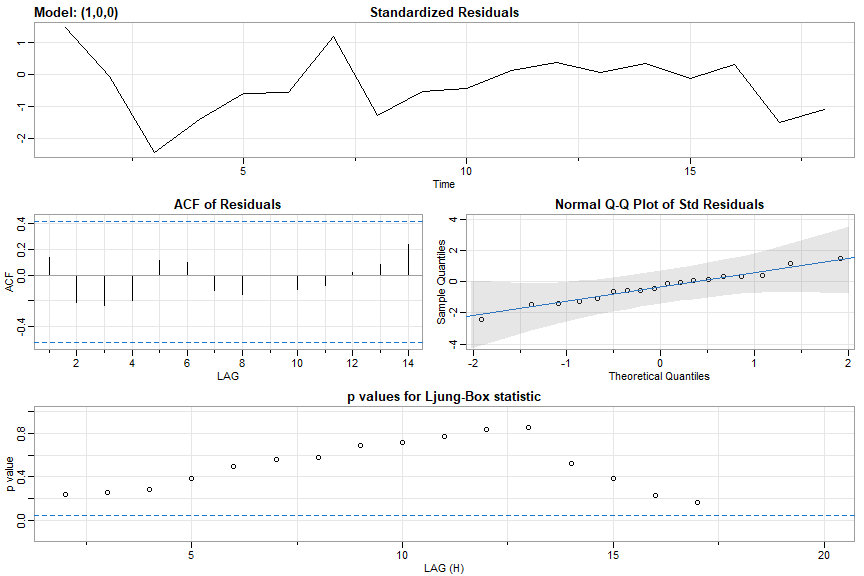 Model: (1,0,0) Standardized Residuals
1
0
-1
-2
5 10 15
Time
ACF of Residuals
0.4
0.2
0.0
-0.4
ACF
2 4 6 8 10 12 14
LAG
Normal Q-Q Plot of Std Residuals
4
2
0
-2
-4
Sample Quantiles
-2 -1 0 1 2
Theoretical Quantiles
p values for Ljung-Box statistic
0.8
0.4
0.0
p value
5 10 15 20
LAG (H)